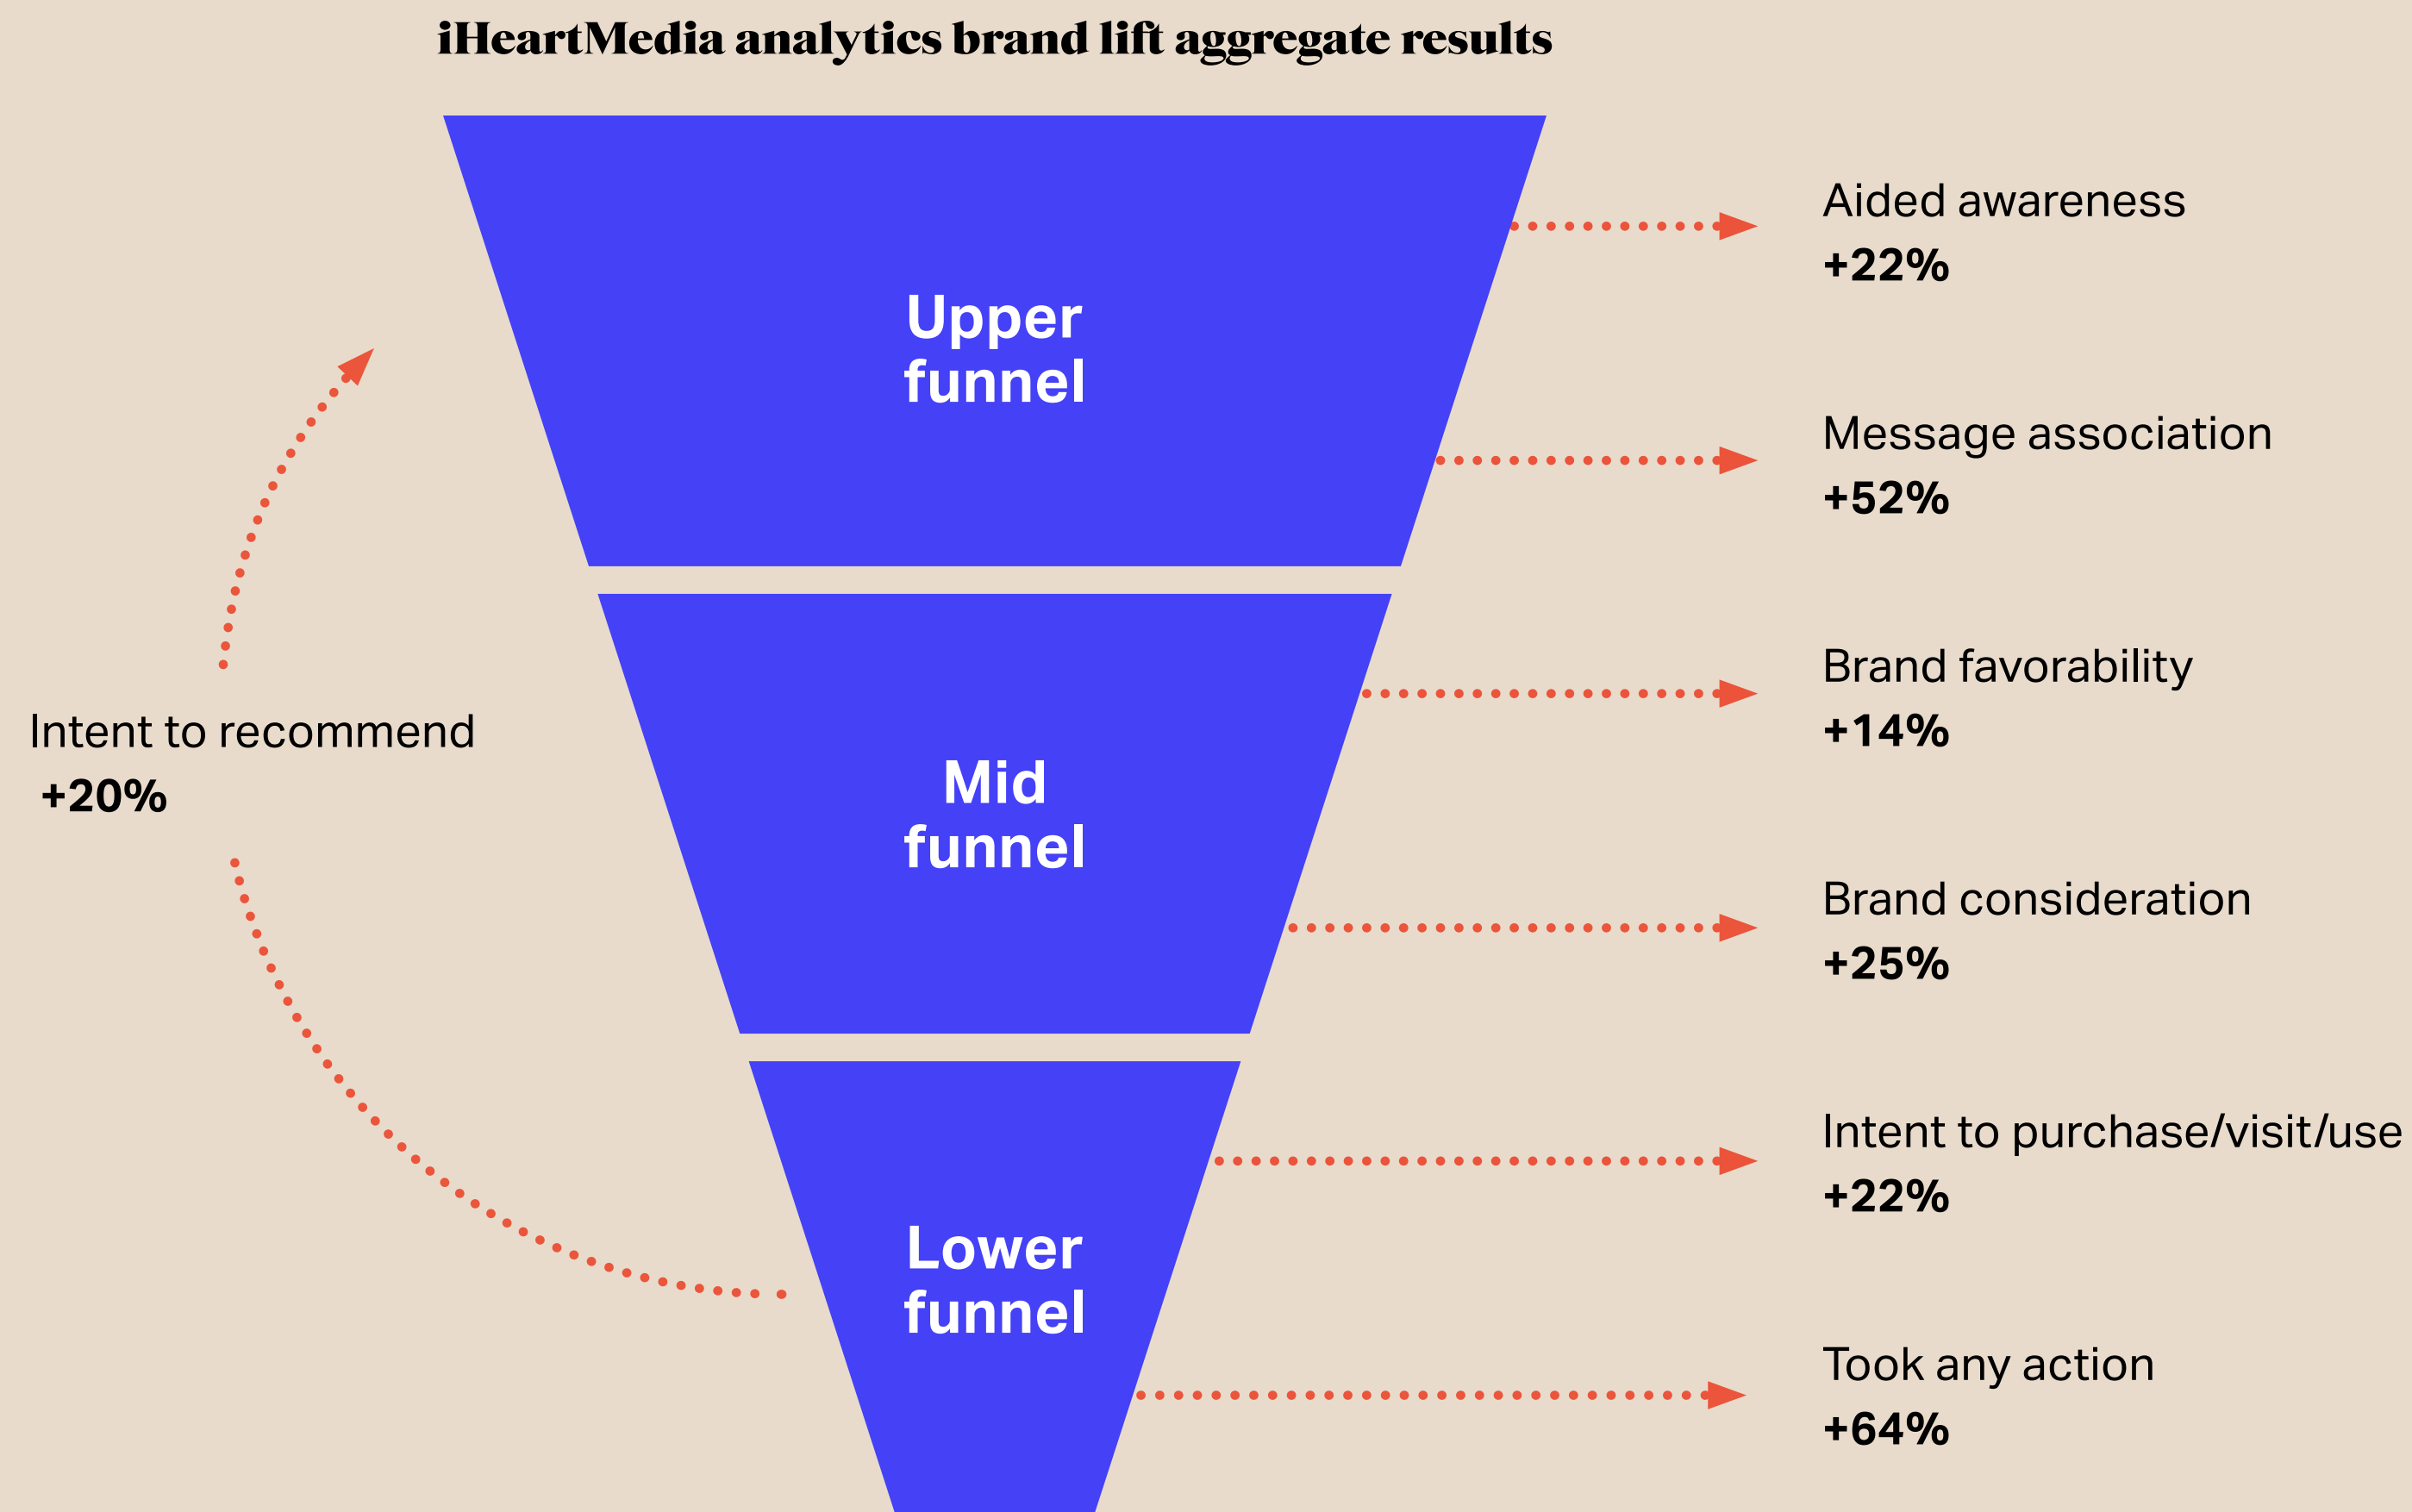 iHeartMedia analytics brand lift aggregate results
Upper
funnel
Mid
funnel
Lower
funnel
Intent to recommend
+20%
Aided awareness
+22%
Message association
+52%
Brand favorability
+14%
Brand consideration
+25%
Intent to purchase/visit/use
+22%
Took any action
+64%